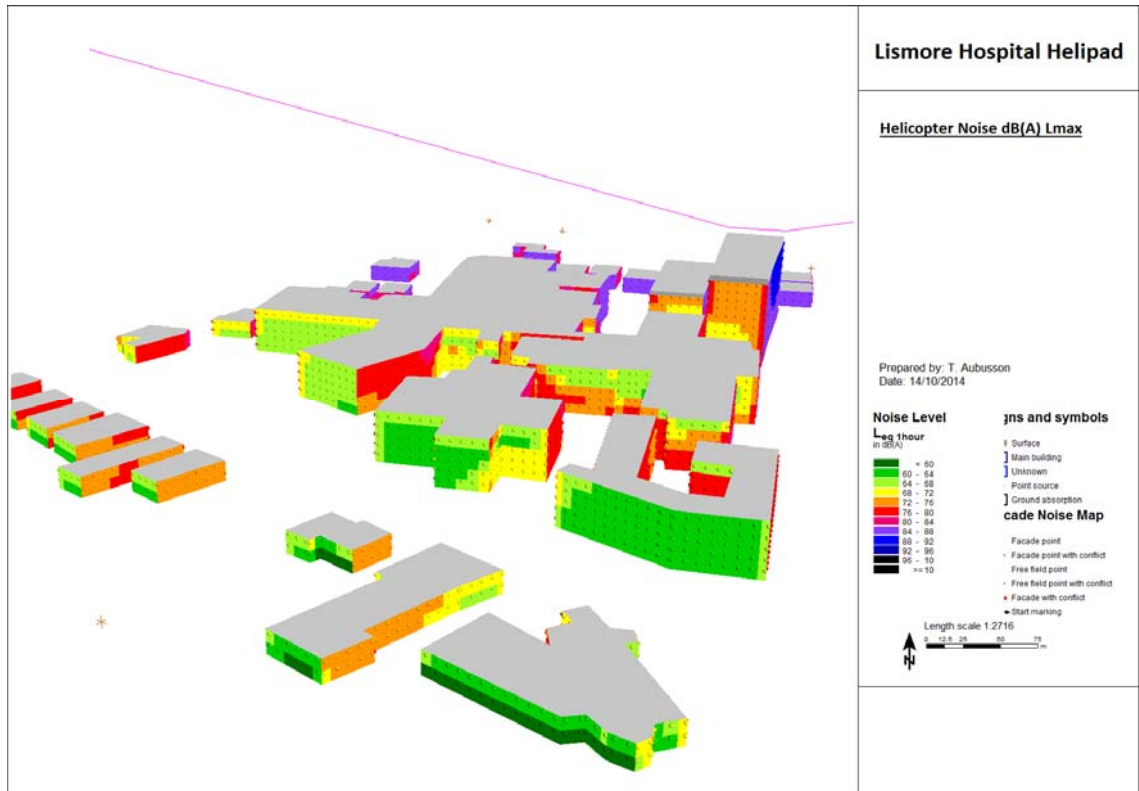 Lismore Hospital Helipad
Helicopter Noise dB(A) Lmax
Prepared by: T. Aubusson
Date: 14/10/2014
Noise Level
Leq 1hour
in dB(A)
< 60
60 - 64
64 - 68
68 - 72
72 - 76
76 - 80
80 - 84
84 - 88
88 - 92
92 - 96
96 - 10
>= 10
gns and symbols
Surface
Main building
Unknown
Point source
Ground absorption
cade Noise Map
Facade point
Facade point with conflict
Free field point
Free field point with conflict
Facade with conflict
Start marking
Length scale 1:2716
0 12.5 25 50 75
m
N